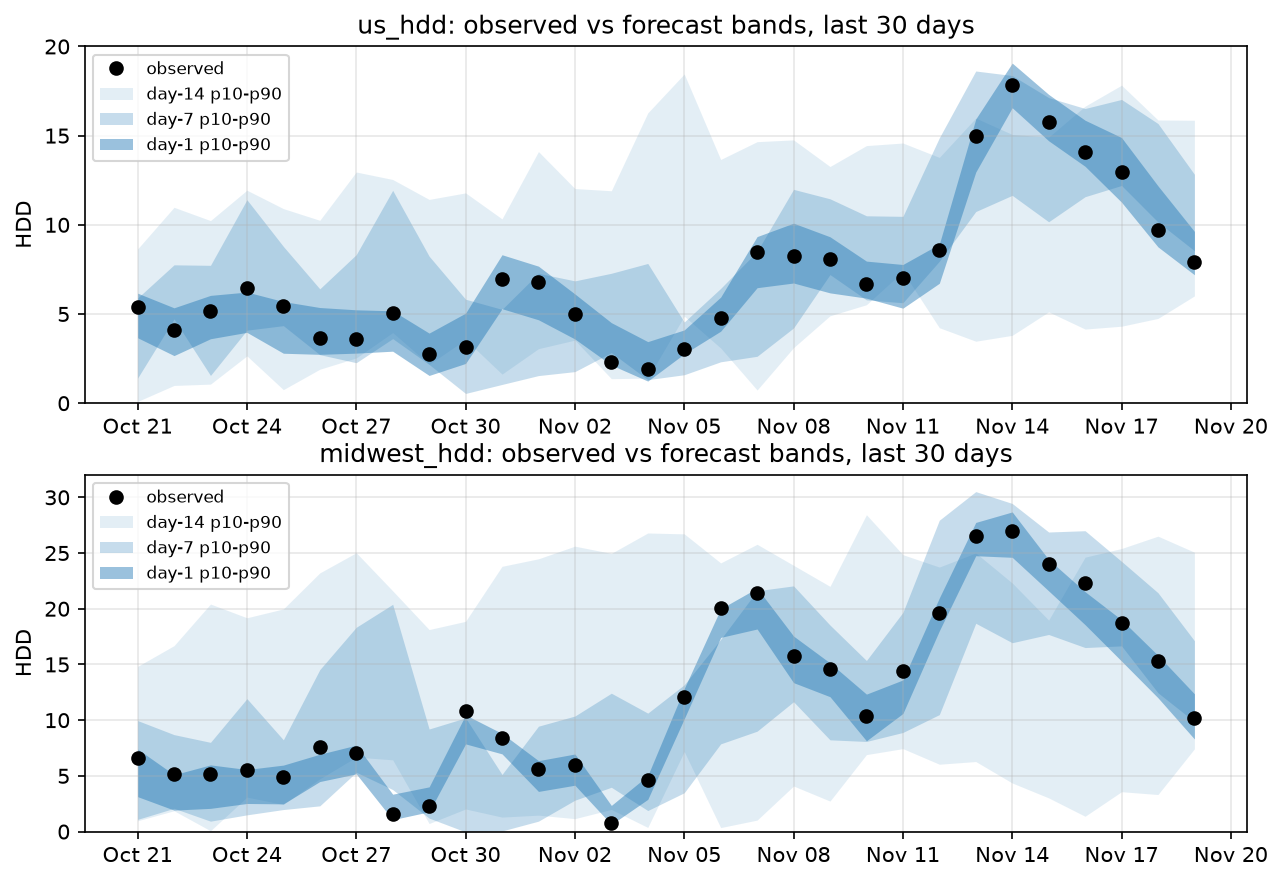 us_hdd: observed vs forecast bands, last 30 days
20
15
10
5
0
HDD
observed
day-14 p10-p90
day-7 p10-p90
day-1 p10-p90
Oct 21 Oct 24 Oct 27 Oct 30 Nov 02 Nov 05 Nov 08 Nov 11 Nov 14 Nov 17 Nov 20
midwest_hdd: observed vs forecast bands, last 30 days
30
25
20
15
10
5
0
HDD
observed
day-14 p10-p90
day-7 p10-p90
day-1 p10-p90
Oct 21 Oct 24 Oct 27 Oct 30 Nov 02 Nov 05 Nov 08 Nov 11 Nov 14 Nov 17 Nov 20